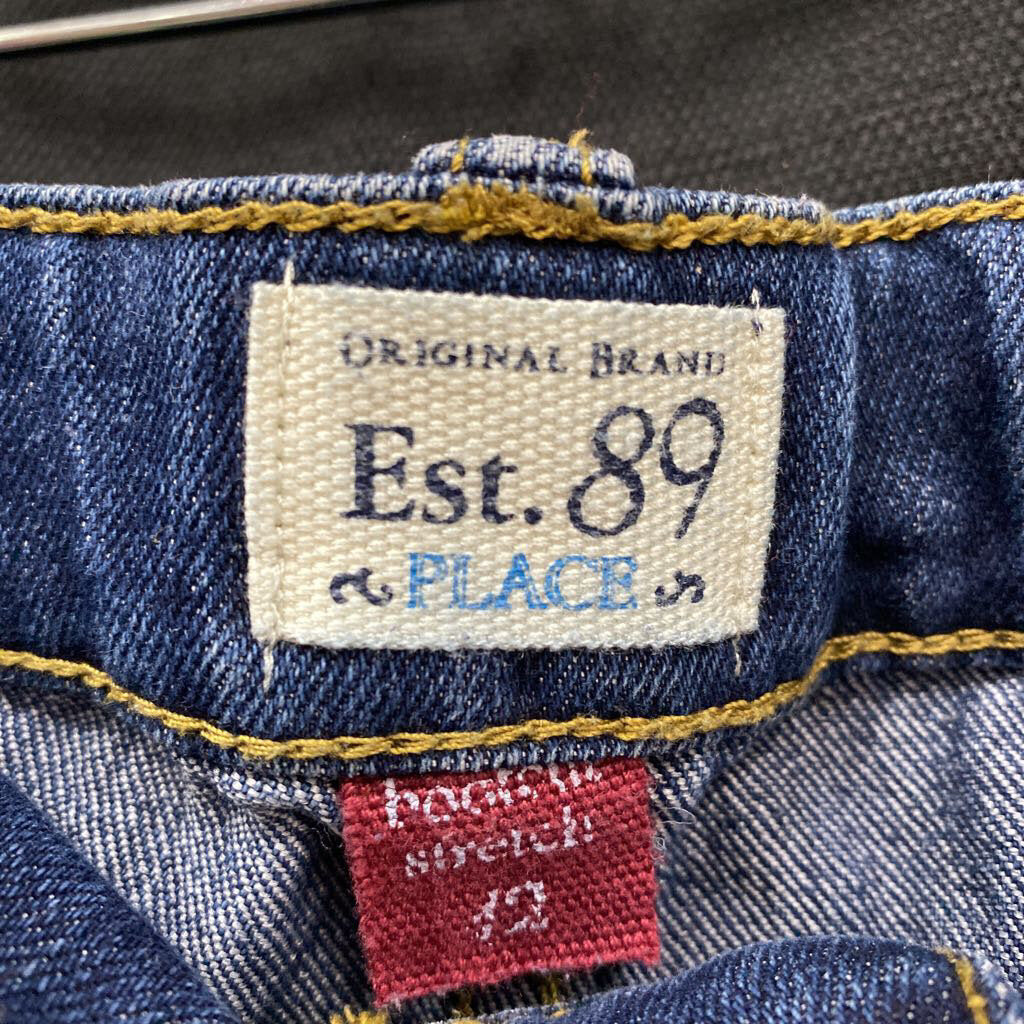 ORIGINAL BRAND
Est. 89
PLACE
stretch
12